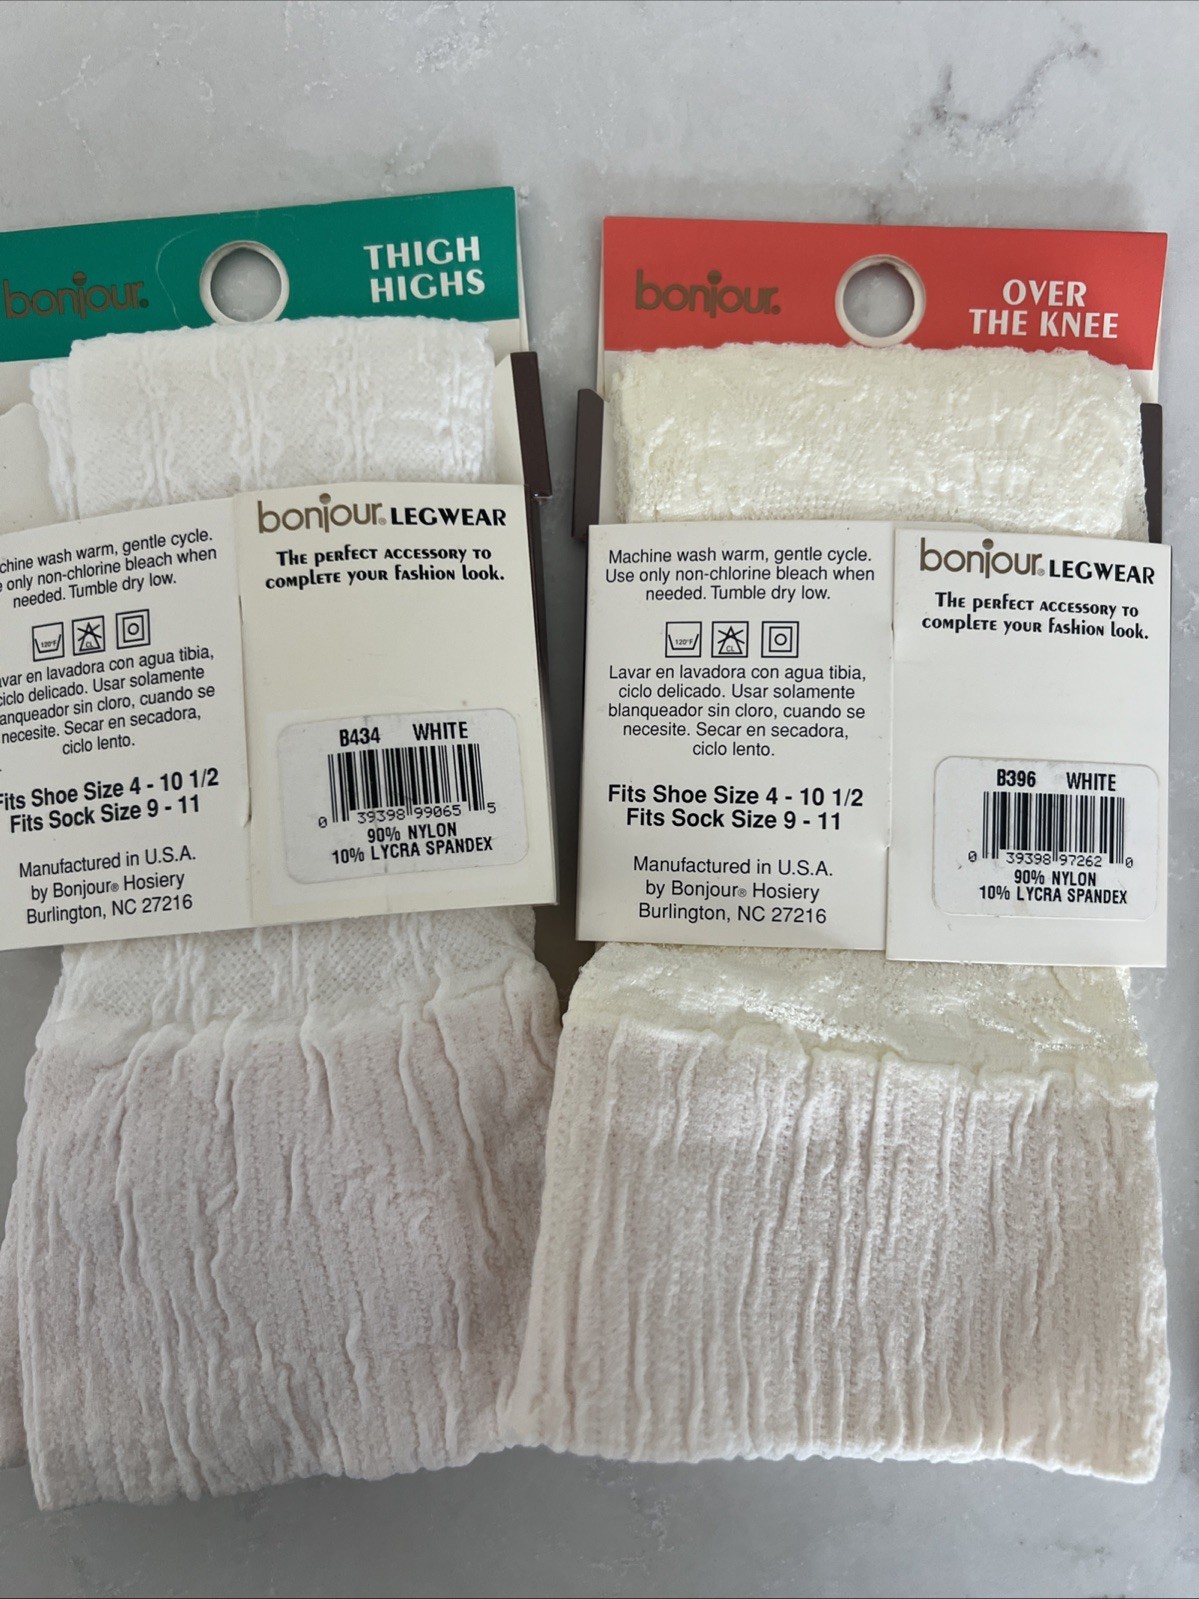 bonjour®
THIGH
HIGHS
chine wash warm, gentle cycle.
e only non-chlorine bleach when
needed. Tumble dry low.
120°F
CL
avar en lavadora con agua tibia,
ciclo delicado. Usar solamente
lanqueador sin cloro, cuando se
necesite. Secar en secadora,
ciclo lento.
Fits Shoe Size 4 - 10 1/2
Fits Sock Size 9 - 11
Manufactured in U.S.A.
by Bonjour® Hosiery
Burlington, NC 27216
bonjour® LEGWEAR
The perfect accessory to
complete your fashion look.
B434 WHITE
0 39398 99065 5
90% NYLON
10% LYCRA SPANDEX
bonjour®
OVER
THE KNEE
Machine wash warm, gentle cycle.
Use only non-chlorine bleach when
needed. Tumble dry low.
120°F
CL
Lavar en lavadora con agua tibia,
ciclo delicado. Usar solamente
blanqueador sin cloro, cuando se
necesite. Secar en secadora,
ciclo lento.
Fits Shoe Size 4 - 10 1/2
Fits Sock Size 9 - 11
Manufactured in U.S.A.
by Bonjour® Hosiery
Burlington, NC 27216
bonjour® LEGWEAR
The perfect accessory to
complete your fashion look.
B396 WHITE
0 39398 97262 0
90% NYLON
10% LYCRA SPANDEX